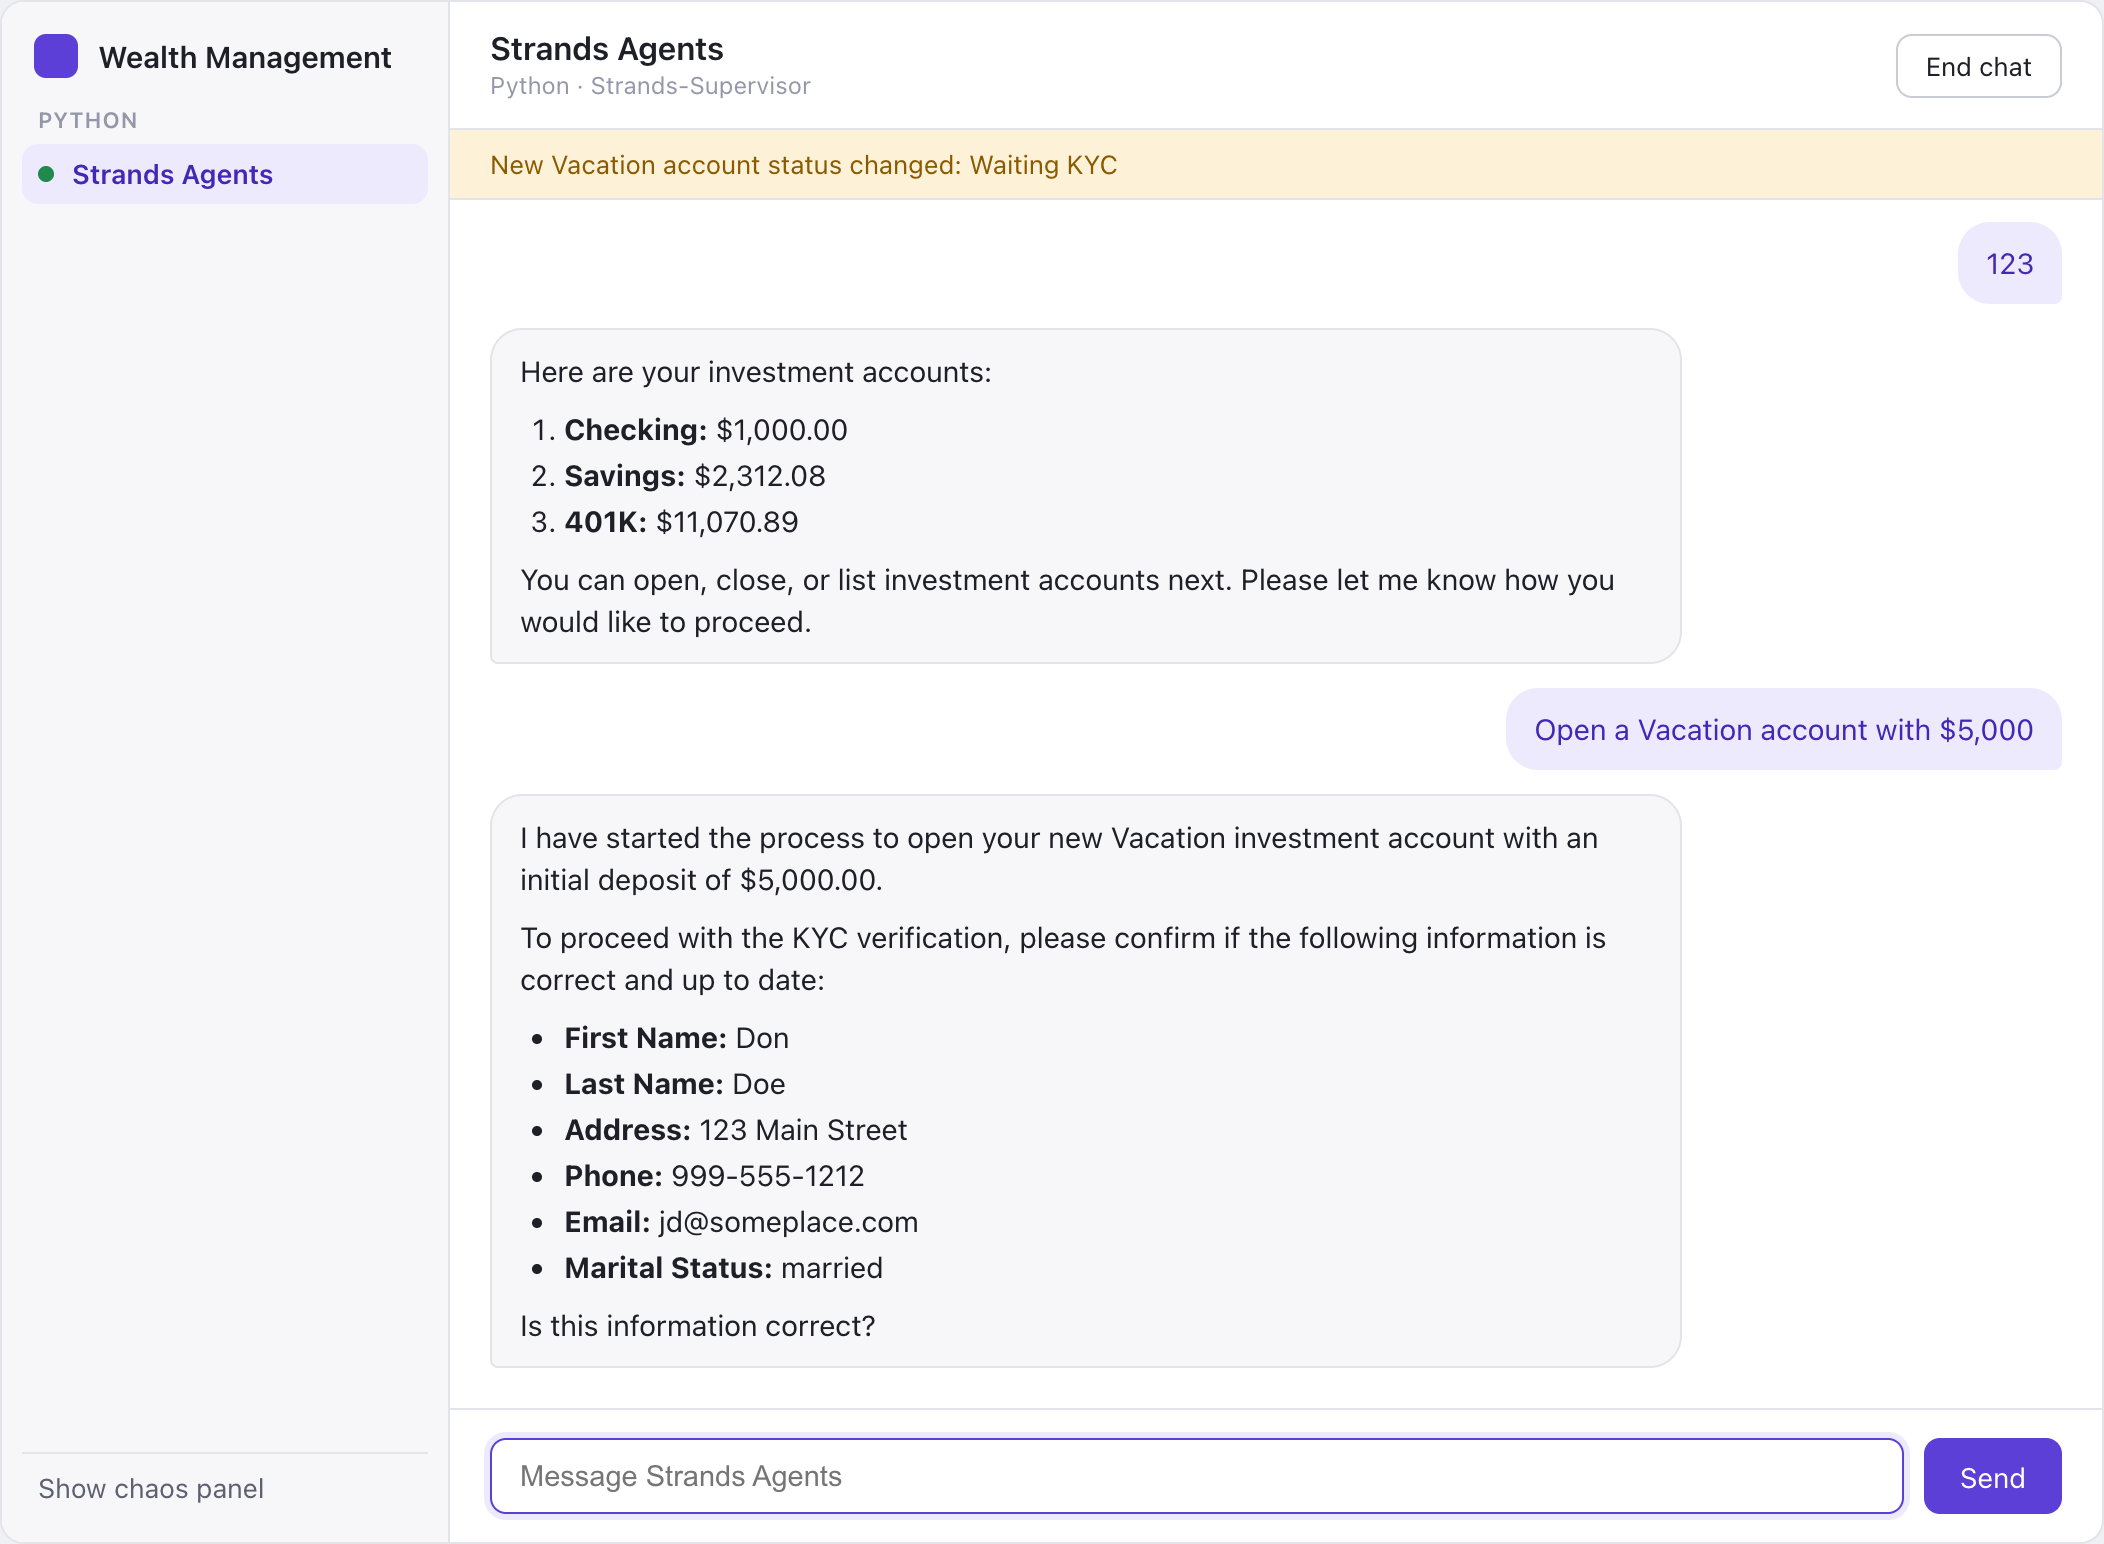 Wealth Management
PYTHON
Strands Agents
Show chaos panel
Strands Agents
Python · Strands-Supervisor
End chat
New Vacation account status changed: Waiting KYC
123
Here are your investment accounts:
1. Checking: $1,000.00
2. Savings: $2,312.08
3. 401K: $11,070.89
You can open, close, or list investment accounts next. Please let me know how you
would like to proceed.
Open a Vacation account with $5,000
I have started the process to open your new Vacation investment account with an
initial deposit of $5,000.00.
To proceed with the KYC verification, please confirm if the following information is
correct and up to date:
• First Name: Don
• Last Name: Doe
• Address: 123 Main Street
• Phone: 999-555-1212
• Email: jd@someplace.com
• Marital Status: married
Is this information correct?
Message Strands Agents
Send